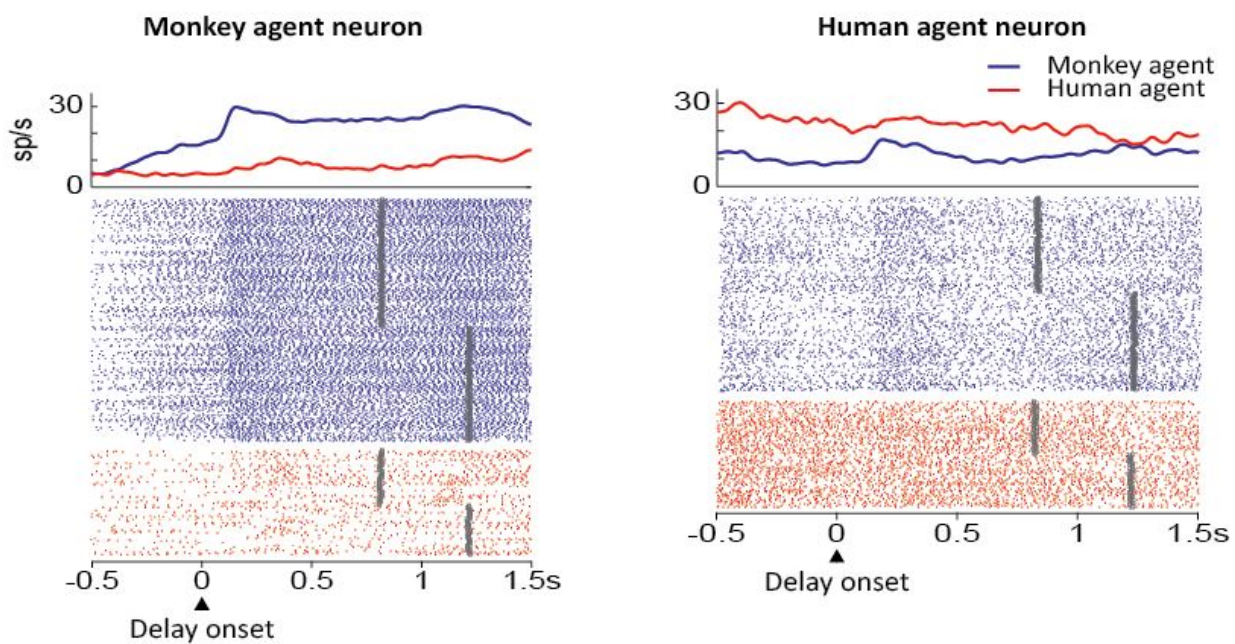 Monkey agent neuron
30
sp/s
0
-0.5 0 0.5 1 1.5s
Delay onset
Human agent neuron
Monkey agent
Human agent
30
0
-0.5 0 0.5 1 1.5s
Delay onset